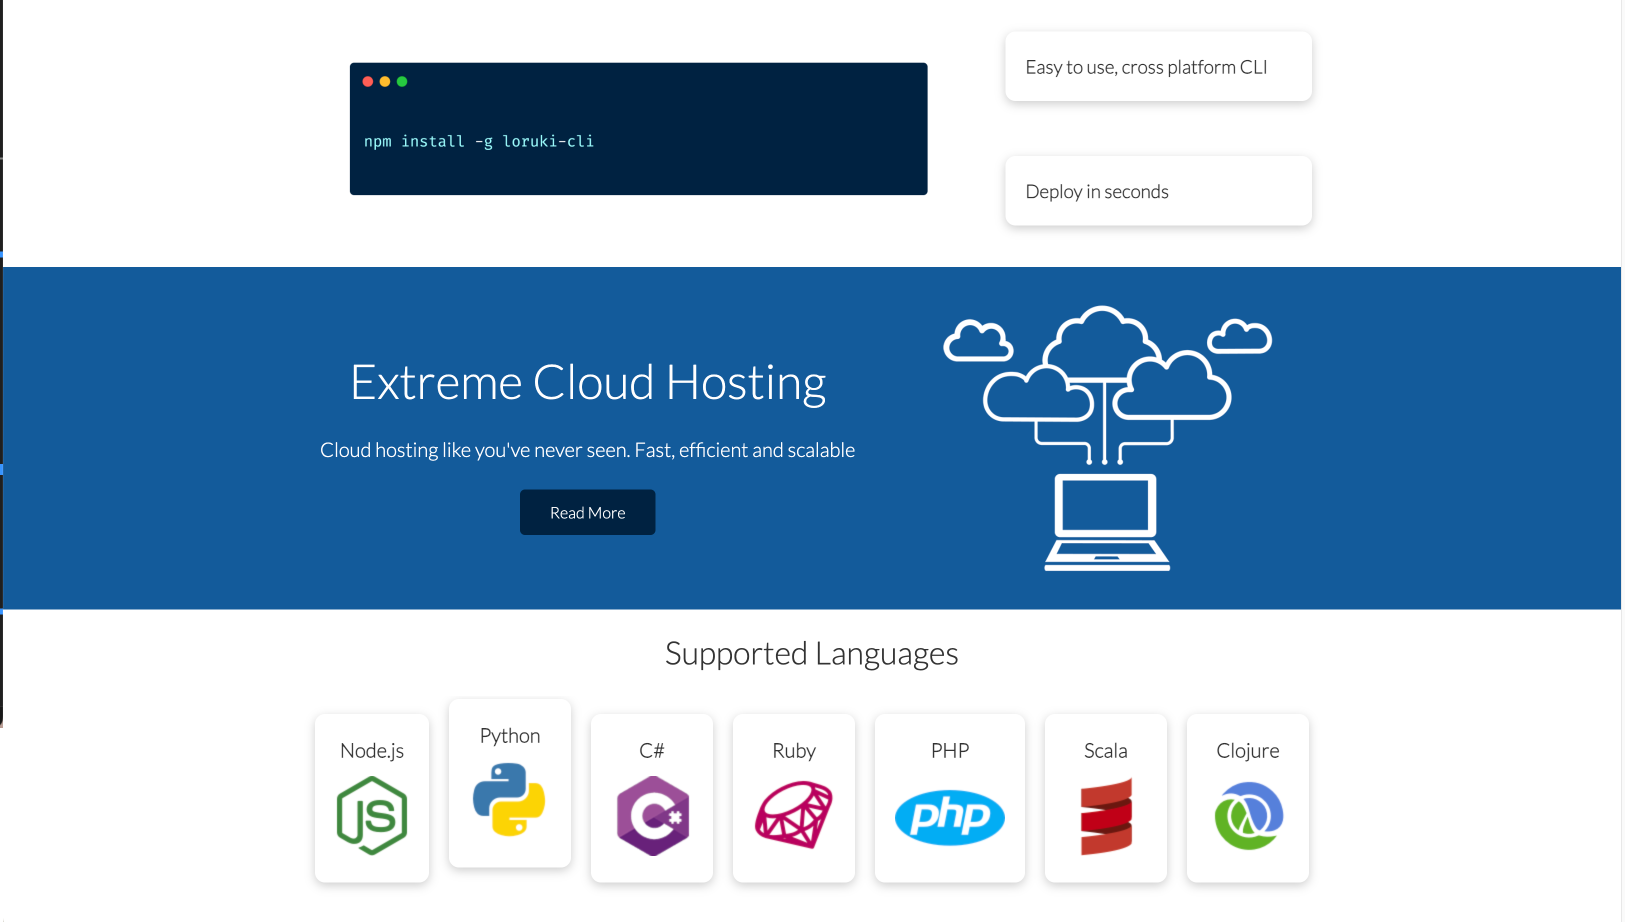 npm install -g loruki-cli
Easy to use, cross platform CLI
Deploy in seconds
Extreme Cloud Hosting
Cloud hosting like you've never seen. Fast, efficient and scalable
Read More
Supported Languages
Node.js
JS
Python
C#
C#
Ruby
PHP
php
Scala
Clojure